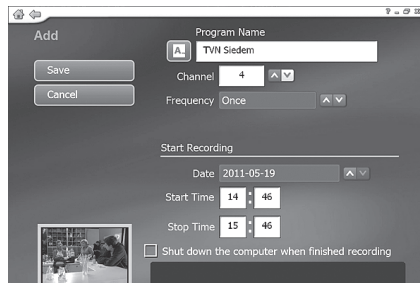 Add
Program Name
A.
TVN Siedem
Save
Channel
4
Cancel
Frequency
Once
Start Recording
Date
2011-05-19
Start Time
14 : 46
Stop Time
15 : 46
Shut down the computer when finished recording